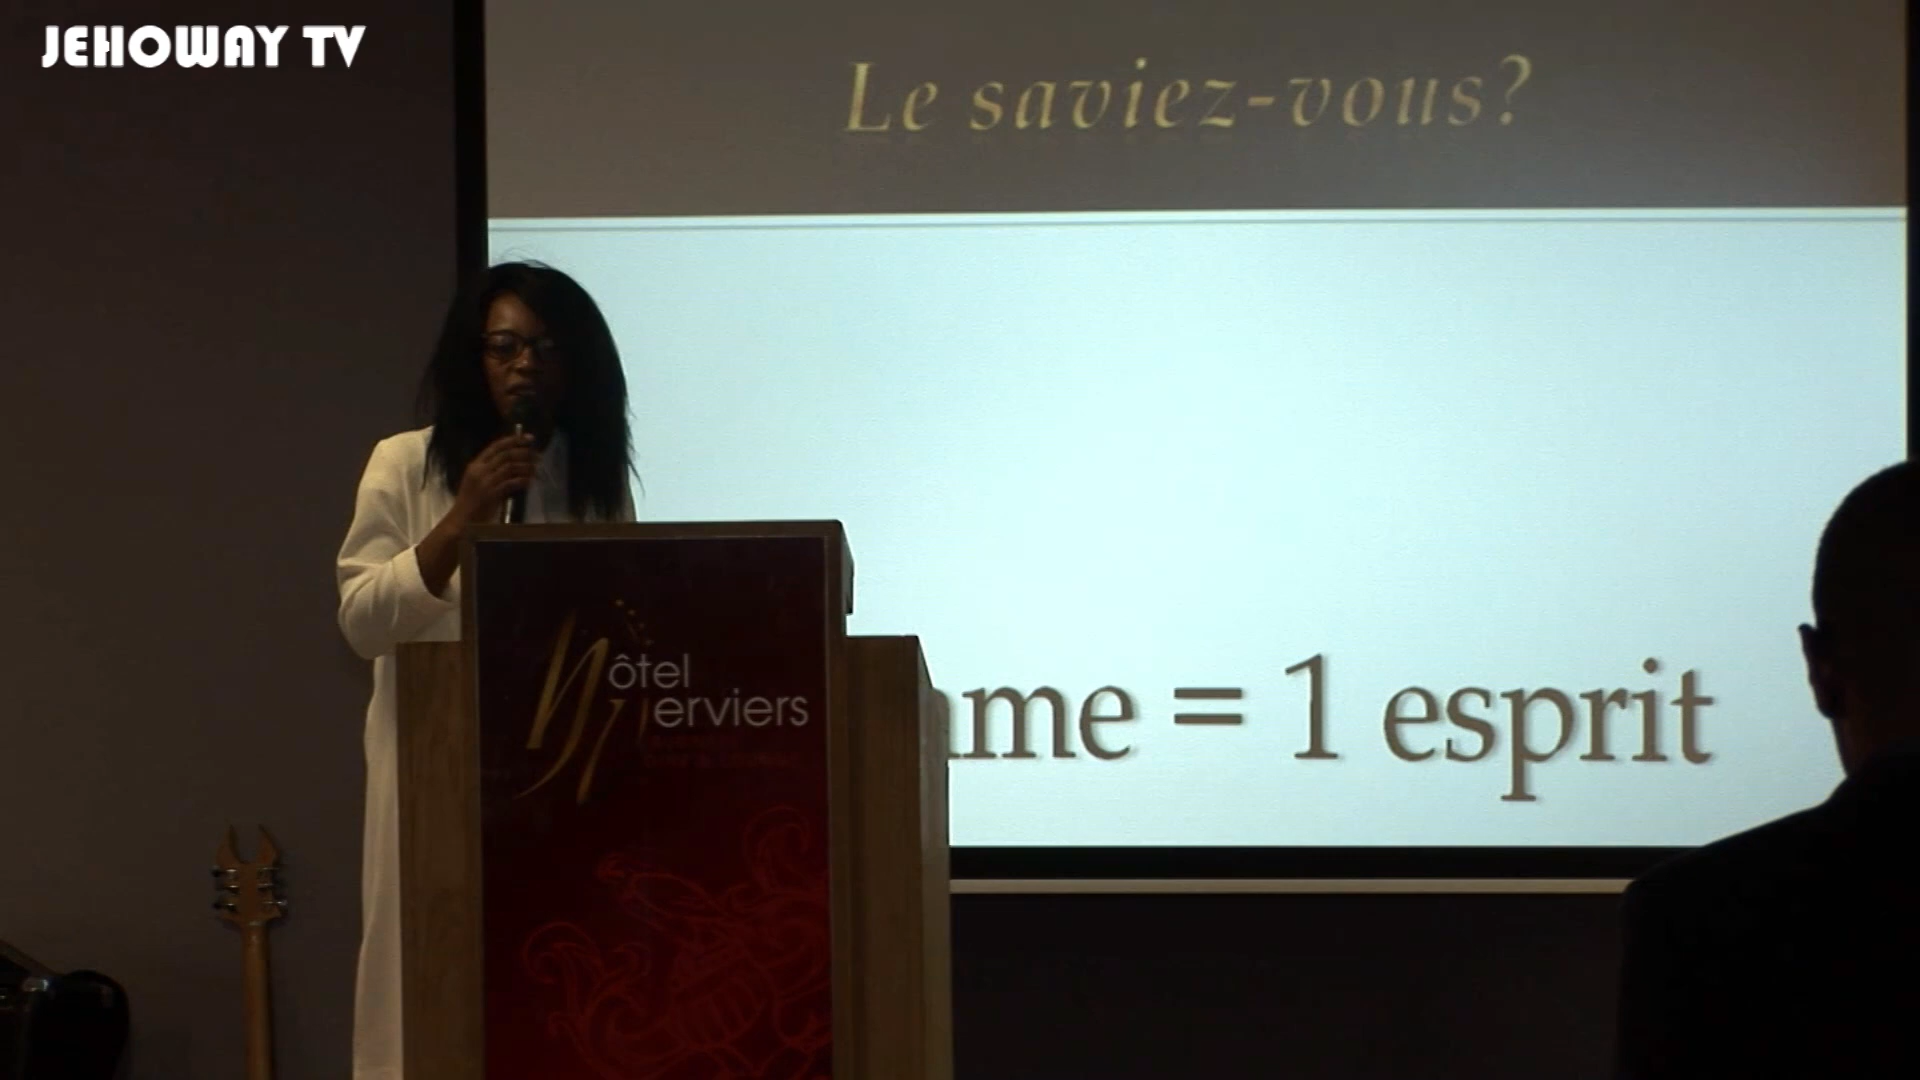 JEHOWAY TV
Le saviez-vous?
ôtel
erviers
me = 1 esprit